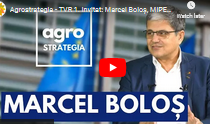 Agrostrategia - TVR 1. Invitat: Marcel Boloș, MIPE...
Watch later
agro
STRATEGIA
MARCEL BOLOȘ